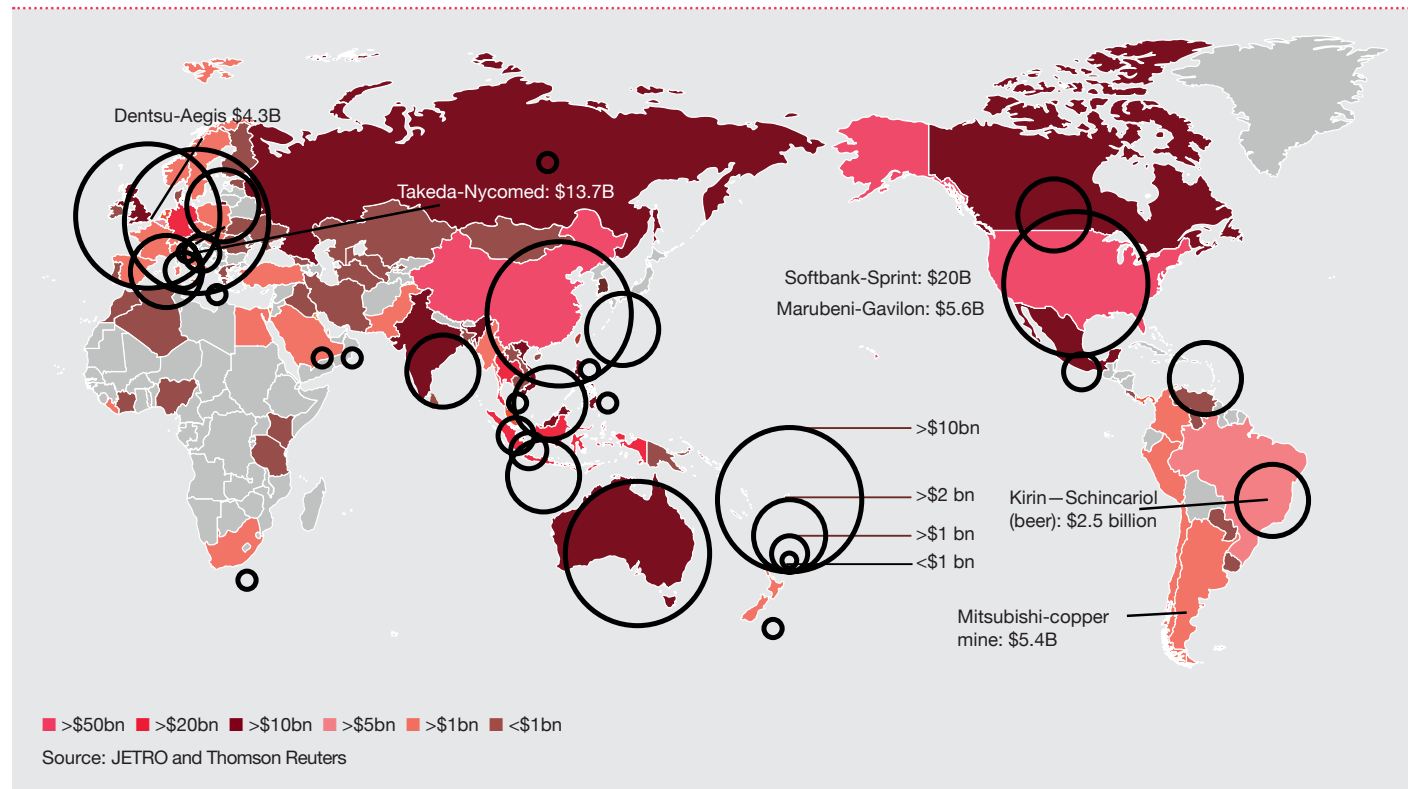 Dentsu-Aegis $4.3B
Takeda-Nycomed: $13.7B
Softbank-Sprint: $20B
Marubeni-Gavilon: $5.6B
>$10bn
>$2 bn
>$1 bn
<$1 bn
Kirin—Schincariol
(beer): $2.5 billion
Mitsubishi-copper
mine: $5.4B
>$50bn >$20bn >$10bn >$5bn >$1bn <$1bn
Source: JETRO and Thomson Reuters